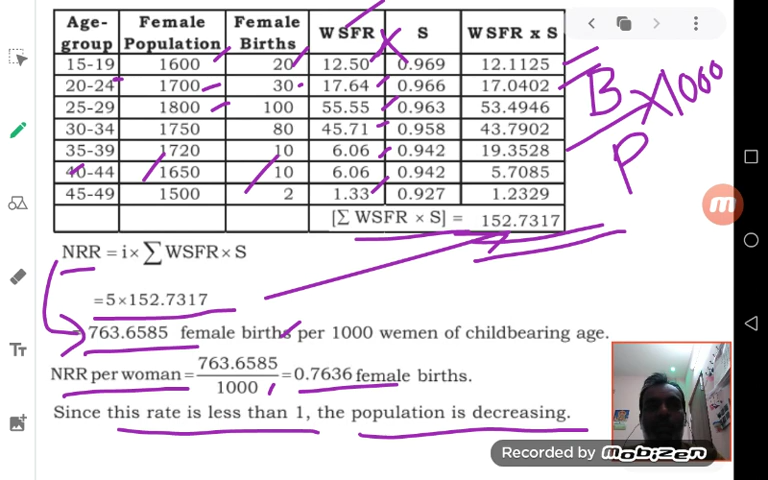 Age-group Female Population Female Births WSFR S WSFR x S
15-19 1600 20 12.50 0.969 12.1125
20-24 1700 30 17.64 0.966 17.0402
25-29 1800 100 55.55 0.963 53.4946
30-34 1750 80 45.71 0.958 43.7902
35-39 1720 10 6.06 0.942 19.3528
40-44 1650 10 6.06 0.942 5.7085
45-49 1500 2 1.33 0.927 1.2329
[∑ WSFR × S] = 152.7317
B
P ×1000
NRR = i× ∑ WSFR× S
=5×152.7317
763.6585 female births per 1000 wemen of childbearing age.
NRR per woman = 763.6585 / 1000 = 0.7636 female births.
Since this rate is less than 1, the population is decreasing.
Tт
m
Recorded by mobizen